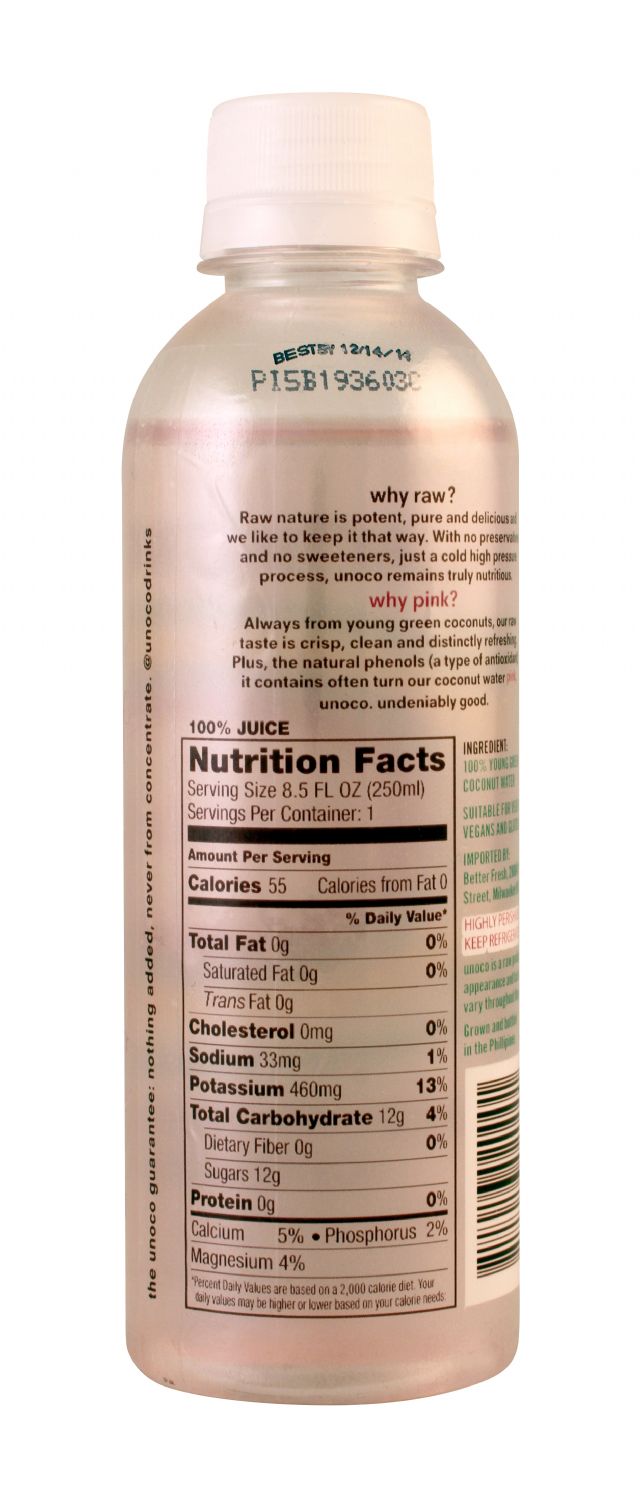 BEST BY 12/14/14
PI5B193603C
why raw?
Raw nature is potent, pure and delicious and
we like to keep it that way. With no
and no sweeteners, just a cold high pressure
process, unoco remains truly nutritious.
why pink?
Always from young green coconuts, our raw
taste is crisp, clean and distinctly refreshing.
Plus, the natural phenols (a type of antioxidant)
it contains often turn our coconut water pink.
unoco. undeniably good.
the unoco guarantee: nothing added, never from concentrate. @unocodrinks
100% JUICE
Nutrition Facts
Serving Size 8.5 FL OZ (250ml)
Servings Per Container: 1
Amount Per Serving
Calories 55 Calories from Fat 0
% Daily Value*
Total Fat 0g 0%
Saturated Fat 0g 0%
Trans Fat 0g
Cholesterol 0mg 0%
Sodium 33mg 1%
Potassium 460mg 13%
Total Carbohydrate 12g 4%
Dietary Fiber 0g 0%
Sugars 12g
Protein 0g 0%
Calcium 5% • Phosphorus 2%
Magnesium 4%
*Percent Daily Values are based on a 2,000 calorie diet. Your
daily values may be higher or lower based on your calorie needs:
INGREDIENT:
100% YOUNG GREEN
COCONUT WATER
SUITABLE FOR
VEGANS AND
IMPORTED BY:
Better Fresh,
Street, Milwaukee
HIGHLY PERISHABLE
KEEP REFRIGERATED
unoco is a raw
appearance and
vary throughout
Grown and bottled
in the Phillipines